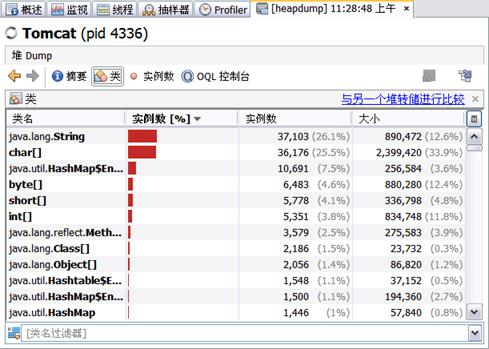 概述 监视 线程 抽样器 Profiler [heapdump] 11:28:48 上午
Tomcat (pid 4336)
堆 Dump
摘要 类 实例数 OQL 控制台
类 与另一个堆转储进行比较
类名 实例数 [%] 实例数 大小
java.lang.String 37,103 (26.1%) 890,472 (12.6%)
char[] 36,176 (25.5%) 2,399,420 (33.9%)
java.util.HashMap$En... 10,691 (7.5%) 256,584 (3.6%)
byte[] 6,483 (4.6%) 880,280 (12.4%)
short[] 5,778 (4.1%) 336,798 (4.8%)
int[] 5,351 (3.8%) 834,748 (11.8%)
java.lang.reflect.Meth... 3,579 (2.5%) 275,583 (3.9%)
java.lang.Class[] 2,186 (1.5%) 23,732 (0.3%)
java.lang.Object[] 2,056 (1.4%) 86,820 (1.2%)
java.util.Hashtable$E... 1,548 (1.1%) 37,152 (0.5%)
java.util.HashMap$En... 1,500 (1.1%) 194,360 (2.7%)
java.util.HashMap 1,446 (1%) 57,840 (0.8%)
[类名过滤器]